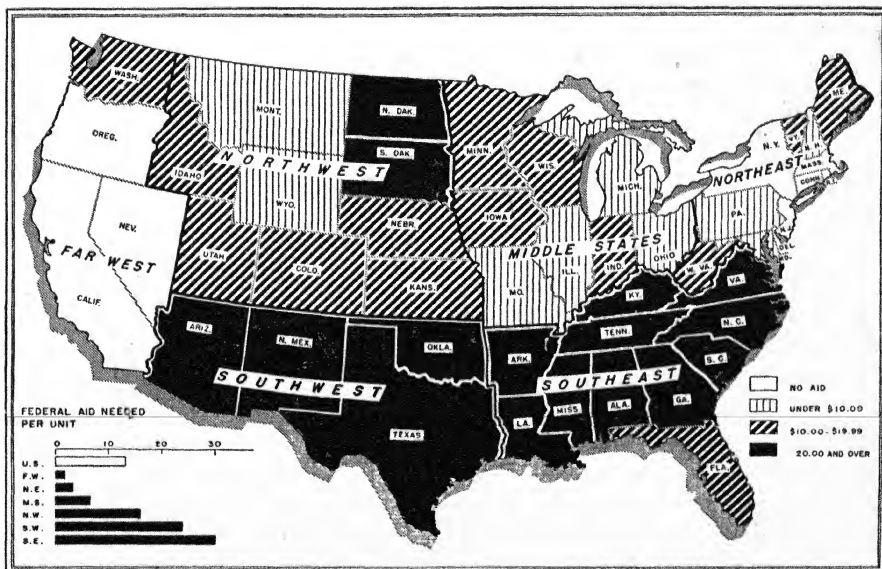 WASH.
MONT.
N. DAK.
MINN.
ME.
OREG.
S. DAK.
WIS.
N.Y.
N. H.
MASS.
CONN.
NORTHWEST
NORTHEAST
IDAHO
WYO.
MICH.
NEBR.
IOWA
PA.
NEV.
MIDDLE STATES
FAR WEST
UTAH
COLO.
KANS.
MO.
ILL.
IND.
OHIO
W. VA.
VA.
CALIF.
KY.
ARIZ.
N. MEX.
OKLA.
ARK.
TENN.
N. C.
S. C.
SOUTHWEST
SOUTHEAST
TEXAS
LA.
MISS
ALA.
GA.
FLA.
NO AID
UNDER $10.00
$10.00-$19.99
20.00 AND OVER
FEDERAL AID NEEDED
PER UNIT
0 10 20 30
U.S.
F.W.
N.E.
M.S.
N.W.
S.W.
S.E.